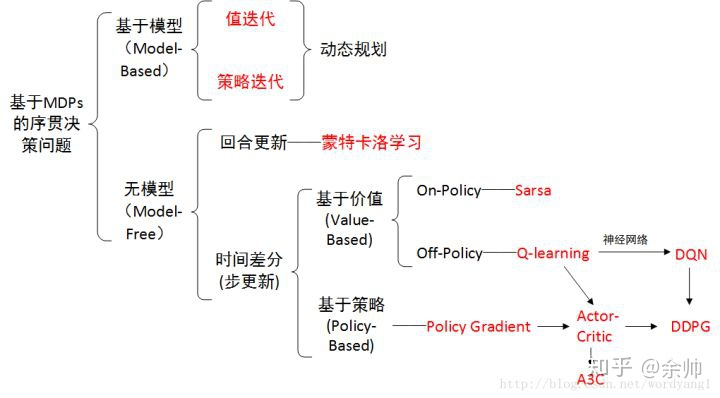 基于模型
（Model-
Based）
值迭代
策略迭代
动态规划
基于MDPs
的序贯决
策问题
无模型
（Model-
Free）
回合更新
蒙特卡洛学习
时间差分
(步更新)
基于价值
(Value-
Based)
On-Policy
Sarsa
Off-Policy
Q-learning
神经网络
DQN
基于策略
(Policy-
Based)
Policy Gradient
Actor-
Critic
DDPG
A3C
知乎 @余帅